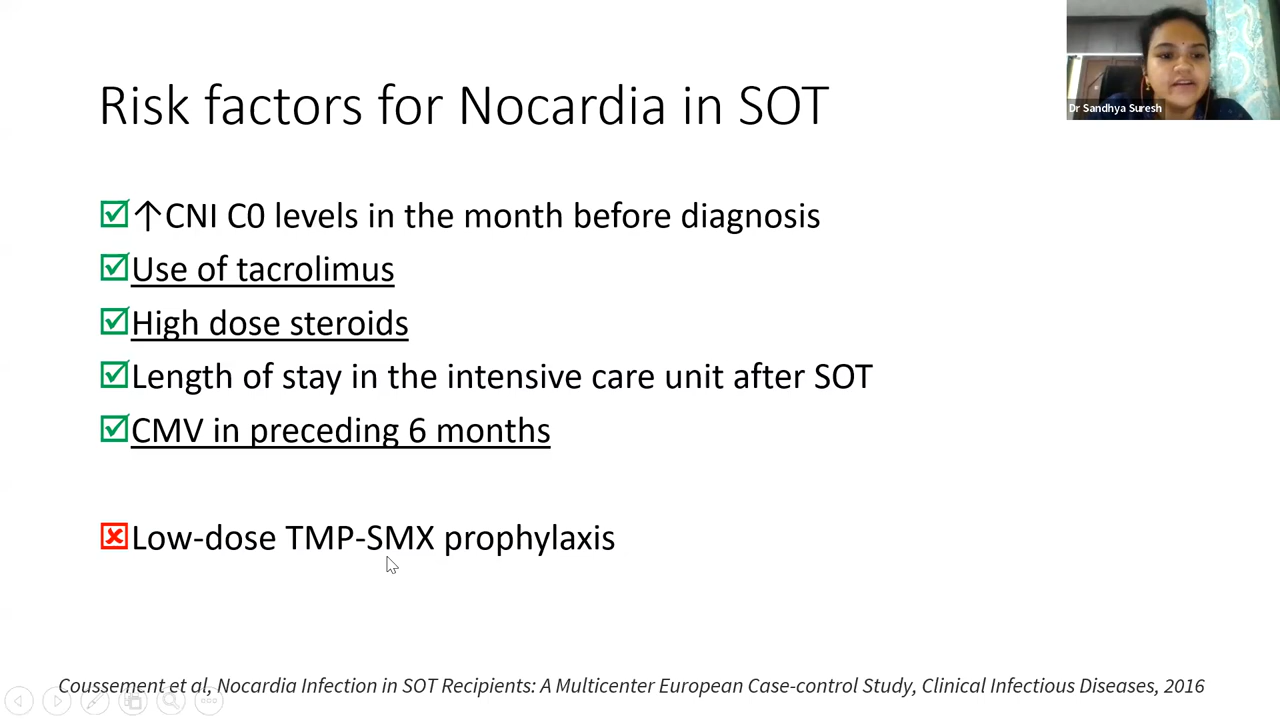 Dr Sandhya Suresh
Risk factors for Nocardia in SOT
☑↑CNI C0 levels in the month before diagnosis
☑Use of tacrolimus
☑High dose steroids
☑Length of stay in the intensive care unit after SOT
☑CMV in preceding 6 months
☒Low-dose TMP-SMX prophylaxis
Coussement et al, Nocardia Infection in SOT Recipients: A Multicenter European Case-control Study, Clinical Infectious Diseases, 2016